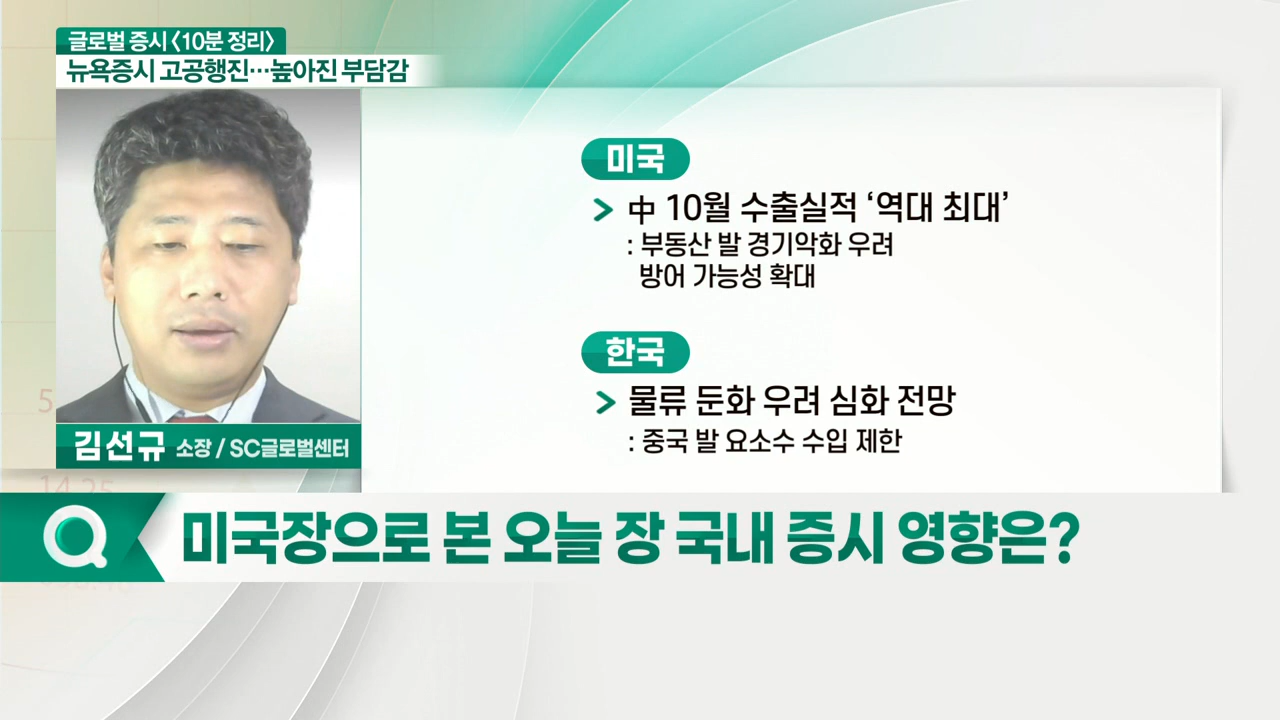 글로벌 증시 <10분 정리>
뉴욕증시 고공행진…높아진 부담감
미국
中 10월 수출실적 ‘역대 최대’
: 부동산 발 경기악화 우려
방어 가능성 확대
한국
물류 둔화 우려 심화 전망
: 중국 발 요소수 수입 제한
김선규 소장 / SC글로벌센터
미국장으로 본 오늘 장 국내 증시 영향은?